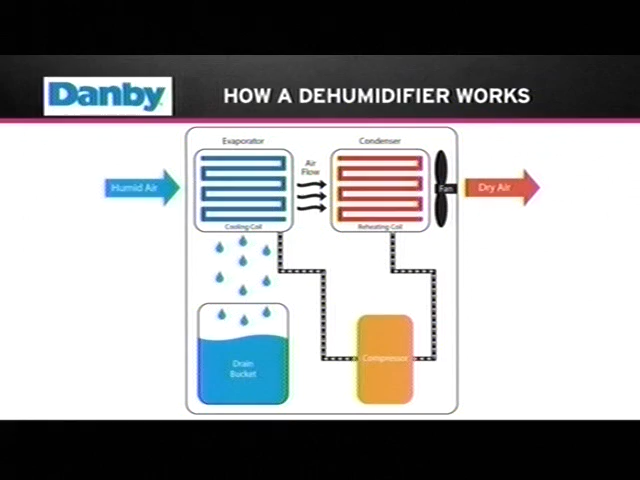 Danby
HOW A DEHUMIDIFIER WORKS
Evaporator
Condenser
Air
Flow
Humid Air
Fan
Dry Air
Cooling Coil
Reheating Coil
Drain
Bucket
Compressor